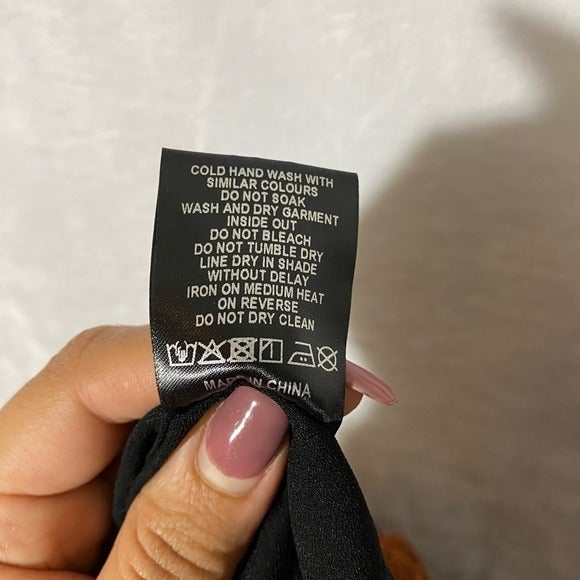 COLD HAND WASH WITH
SIMILAR COLOURS
DO NOT SOAK
WASH AND DRY GARMENT
INSIDE OUT
DO NOT BLEACH
DO NOT TUMBLE DRY
LINE DRY IN SHADE
WITHOUT DELAY
IRON ON MEDIUM HEAT
ON REVERSE
DO NOT DRY CLEAN
MADE IN CHINA